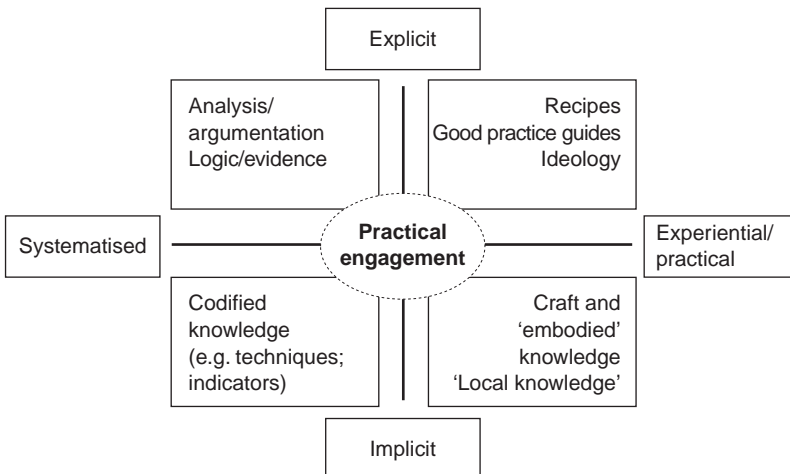 Explicit
Analysis/
argumentation
Logic/evidence
Recipes
Good practice guides
Ideology
Systematised
Practical
engagement
Experiential/
practical
Codified
knowledge
(e.g. techniques;
indicators)
Craft and
‘embodied’
knowledge
‘Local knowledge’
Implicit